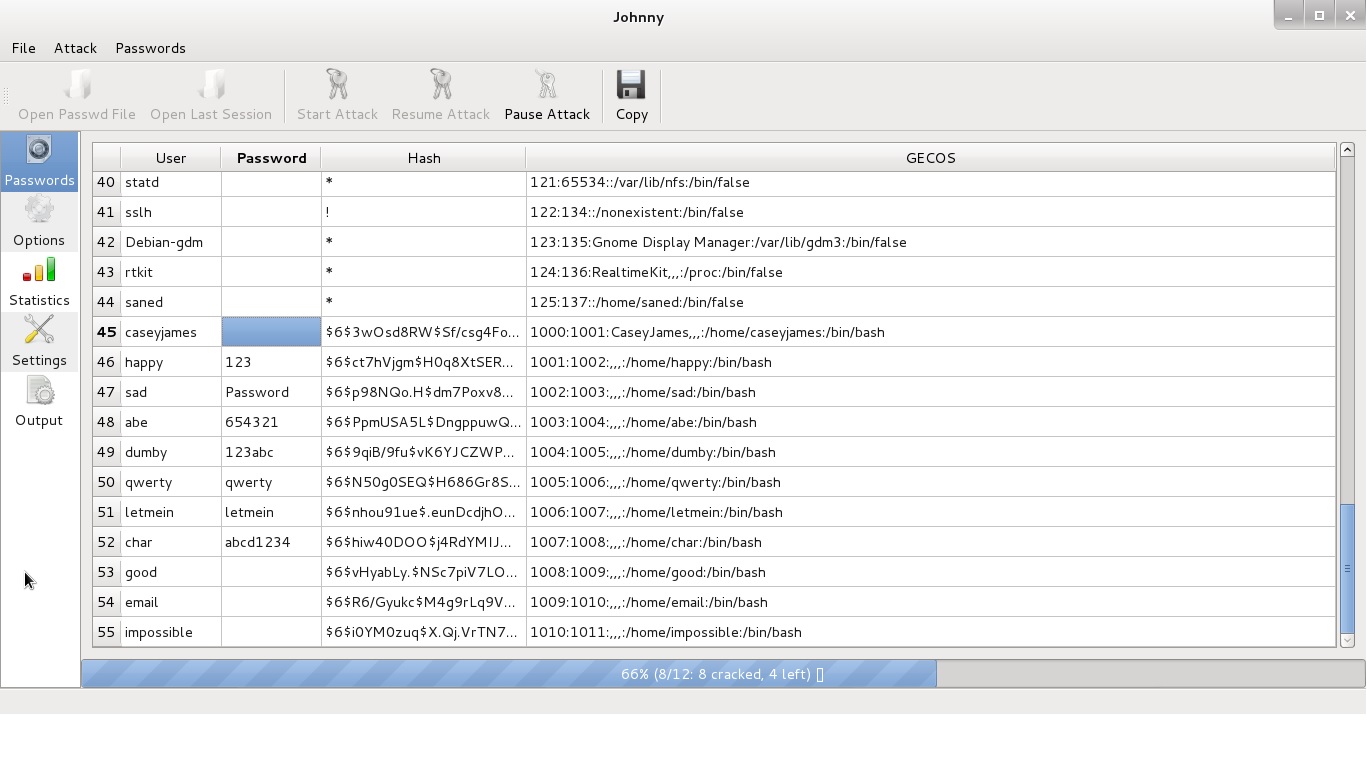 Johnny
File Attack Passwords
Open Passwd File Open Last Session Start Attack Resume Attack Pause Attack Copy
Passwords
Options
Statistics
Settings
Output
User Password Hash GECOS
40 statd * 121:65534::/var/lib/nfs:/bin/false
41 sslh ! 122:134::/nonexistent:/bin/false
42 Debian-gdm * 123:135:Gnome Display Manager:/var/lib/gdm3:/bin/false
43 rtkit * 124:136:RealtimeKit,,,:/proc:/bin/false
44 saned * 125:137::/home/saned:/bin/false
45 caseyjames $6$3wOsd8RW$Sf/csg4Fo... 1000:1001:CaseyJames,,,:/home/caseyjames:/bin/bash
46 happy 123 $6$ct7hVjgm$H0q8XtSER... 1001:1002:,,,:/home/happy:/bin/bash
47 sad Password $6$p98NQo.H$dm7Poxv8... 1002:1003:,,,:/home/sad:/bin/bash
48 abe 654321 $6$PpmUSA5L$DngppuwQ... 1003:1004:,,,:/home/abe:/bin/bash
49 dumby 123abc $6$9qiB/9fu$vK6YJCZWP... 1004:1005:,,,:/home/dumby:/bin/bash
50 qwerty qwerty $6$N50g0SEQ$H686Gr8S... 1005:1006:,,,:/home/qwerty:/bin/bash
51 letmein letmein $6$nhou91ue$.eunDcdjhO... 1006:1007:,,,:/home/letmein:/bin/bash
52 char abcd1234 $6$hiw40DOO$j4RdYMIJ... 1007:1008:,,,:/home/char:/bin/bash
53 good $6$vHyabLy.$NSc7piV7LO... 1008:1009:,,,:/home/good:/bin/bash
54 email $6$R6/Gyukc$M4g9rLq9V... 1009:1010:,,,:/home/email:/bin/bash
55 impossible $6$i0YM0zuq$X.Qj.VrTN7... 1010:1011:,,,:/home/impossible:/bin/bash
66% (8/12: 8 cracked, 4 left) []